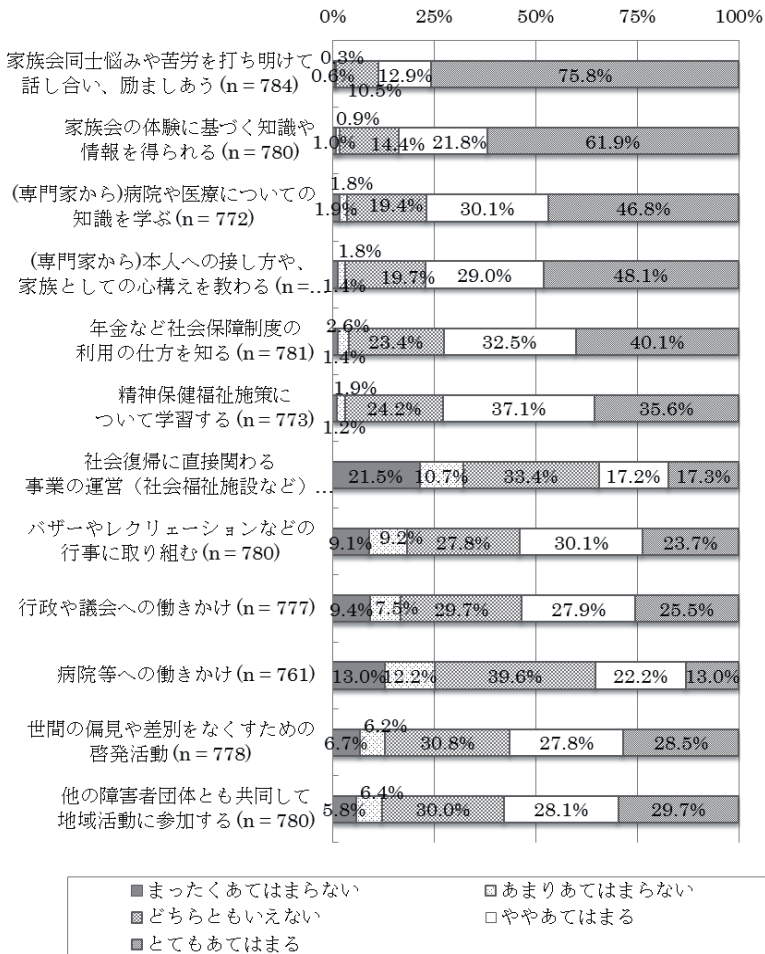 0% 25% 50% 75% 100%
家族会同士悩みや苦労を打ち明けて
話し合い、励ましあう (n = 784)
0.6% 0.3% 10.5% 12.9% 75.8%
家族会の体験に基づく知識や
情報を得られる (n = 780)
1.0% 0.9% 14.4% 21.8% 61.9%
(専門家から)病院や医療についての
知識を学ぶ (n = 772)
1.9% 1.8% 19.4% 30.1% 46.8%
(専門家から)本人への接し方や、
家族としての心構えを教わる (n =…
1.4% 1.8% 19.7% 29.0% 48.1%
年金など社会保障制度の
利用の仕方を知る (n = 781)
1.4% 2.6% 23.4% 32.5% 40.1%
精神保健福祉施策に
ついて学習する (n = 773)
1.2% 1.9% 24.2% 37.1% 35.6%
社会復帰に直接関わる
事業の運営（社会福祉施設など）…
21.5% 10.7% 33.4% 17.2% 17.3%
バザーやレクリェーションなどの
行事に取り組む (n = 780)
9.1% 9.2% 27.8% 30.1% 23.7%
行政や議会への働きかけ (n = 777)
9.4% 7.5% 29.7% 27.9% 25.5%
病院等への働きかけ (n = 761)
13.0% 12.2% 39.6% 22.2% 13.0%
世間の偏見や差別をなくすための
啓発活動 (n = 778)
6.7% 6.2% 30.8% 27.8% 28.5%
他の障害者団体とも共同して
地域活動に参加する (n = 780)
5.8% 6.4% 30.0% 28.1% 29.7%
まったくあてはまらない あまりあてはまらない
どちらともいえない ややあてはまる
とてもあてはまる